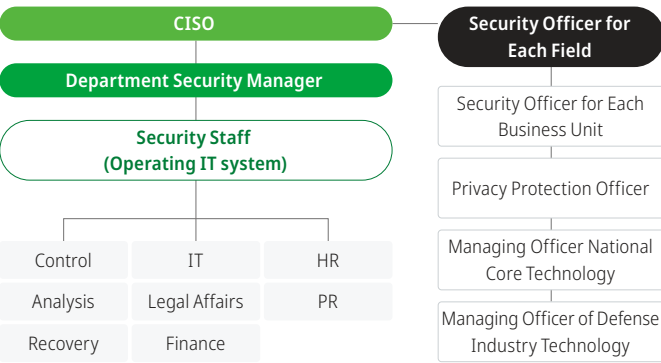 CISO
Department Security Manager
Security Staff
(Operating IT system)
Control
IT
HR
Analysis
Legal Affairs
PR
Recovery
Finance
Security Officer for
Each Field
Security Officer for Each
Business Unit
Privacy Protection Officer
Managing Officer National
Core Technology
Managing Officer of Defense
Industry Technology